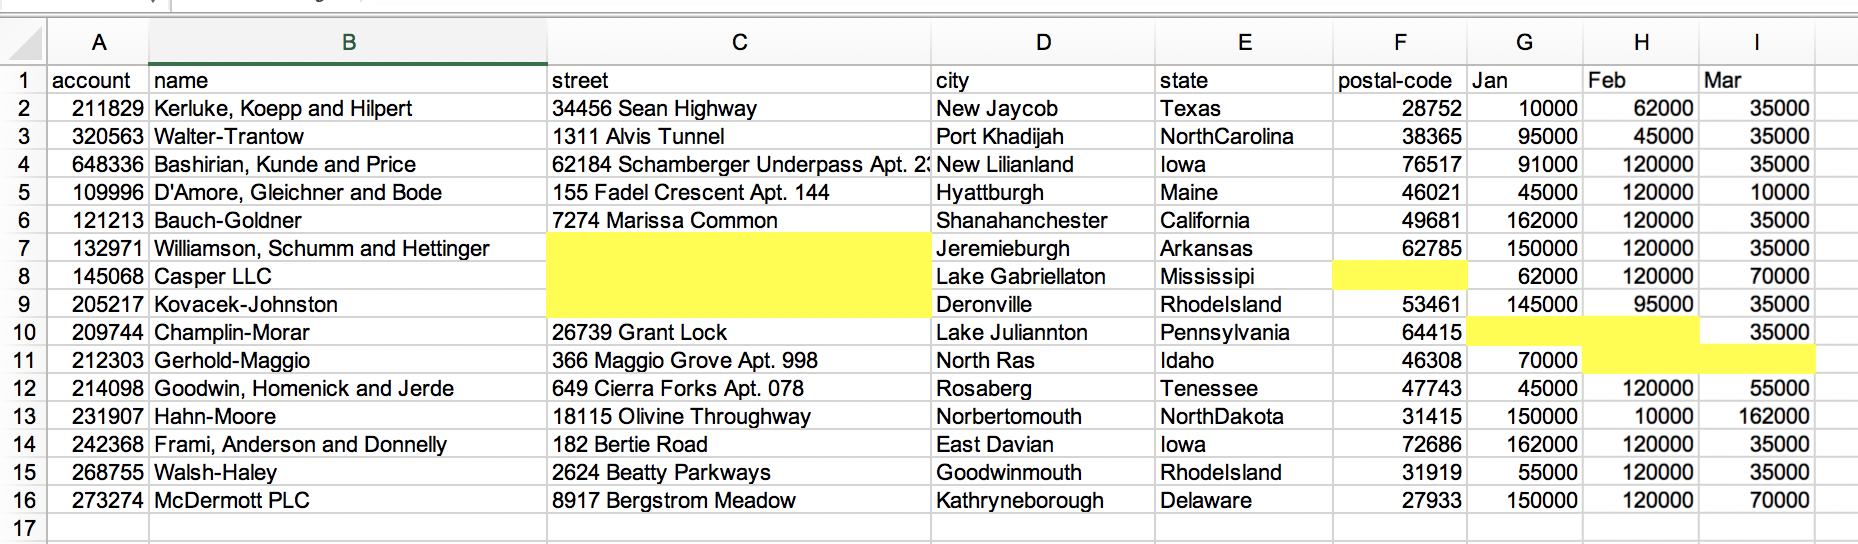 A B C D E F G H I
1 account name street city state postal-code Jan Feb Mar
2 211829 Kerluke, Koepp and Hilpert 34456 Sean Highway New Jaycob Texas 28752 10000 62000 35000
3 320563 Walter-Trantow 1311 Alvis Tunnel Port Khadijah NorthCarolina 38365 95000 45000 35000
4 648336 Bashirian, Kunde and Price 62184 Schamberger Underpass Apt. New Lilianland Iowa 76517 91000 120000 35000
5 109996 D'Amore, Gleichner and Bode 155 Fadel Crescent Apt. 144 Hyattburgh Maine 46021 45000 120000 10000
6 121213 Bauch-Goldner 7274 Marissa Common Shanahanchester California 49681 162000 120000 35000
7 132971 Williamson, Schumm and Hettinger Jeremieburgh Arkansas 62785 150000 120000 35000
8 145068 Casper LLC Lake Gabriellaton Mississipi 62000 120000 70000
9 205217 Kovacek-Johnston Deronville RhodeIsland 53461 145000 95000 35000
10 209744 Champlin-Morar 26739 Grant Lock Lake Juliannton Pennsylvania 64415 35000
11 212303 Gerhold-Maggio 366 Maggio Grove Apt. 998 North Ras Idaho 46308 70000
12 214098 Goodwin, Homenick and Jerde 649 Cierra Forks Apt. 078 Rosaberg Tenessee 47743 45000 120000 55000
13 231907 Hahn-Moore 18115 Olivine Throughway Norbertomouth NorthDakota 31415 150000 10000 162000
14 242368 Frami, Anderson and Donnelly 182 Bertie Road East Davian Iowa 72686 162000 120000 35000
15 268755 Walsh-Haley 2624 Beatty Parkways Goodwinmouth RhodeIsland 31919 55000 120000 35000
16 273274 McDermott PLC 8917 Bergstrom Meadow Kathryneborough Delaware 27933 150000 120000 70000
17